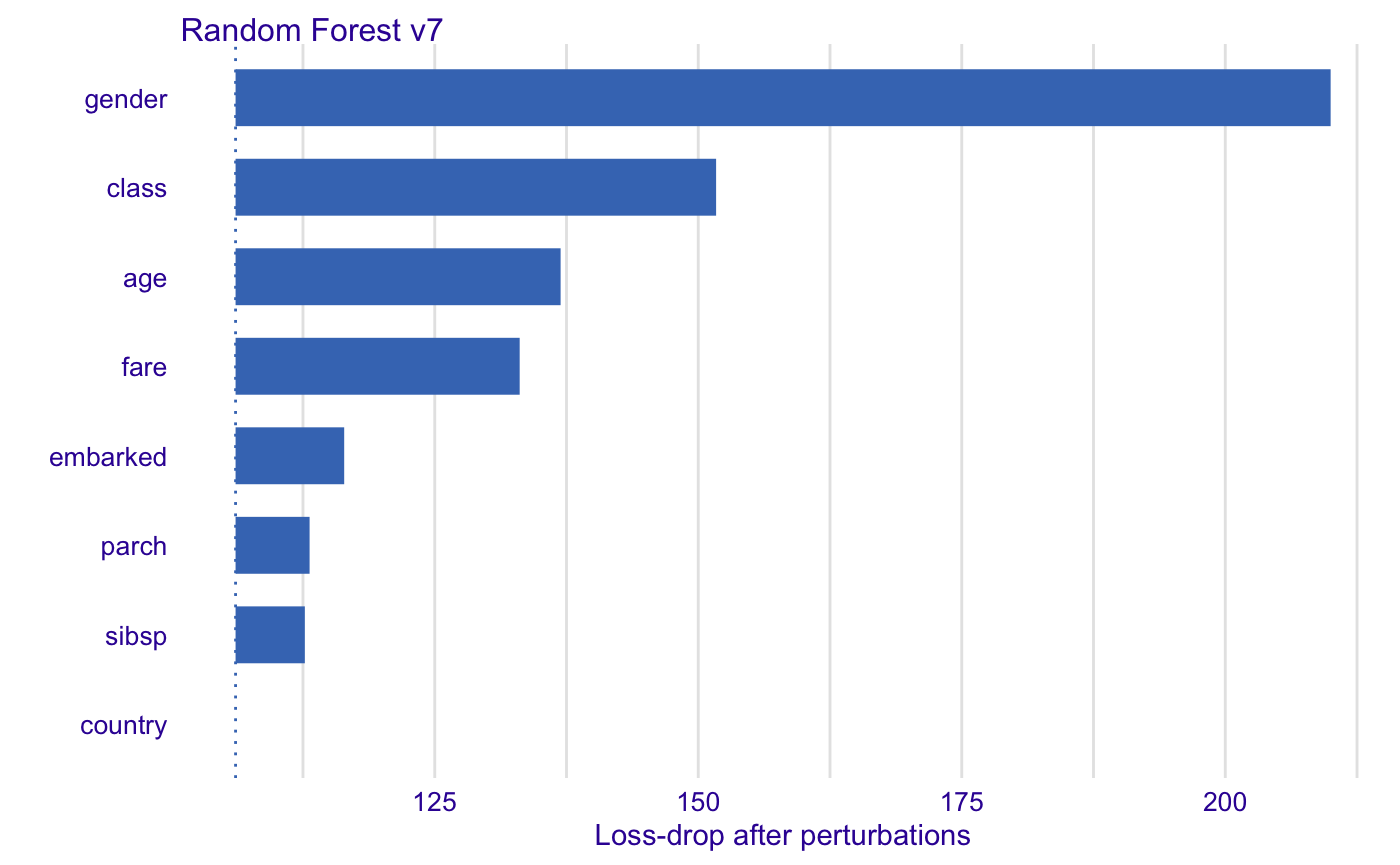 Random Forest v7
gender
class
age
fare
embarked
parch
sibsp
country
125 150 175 200
Loss-drop after perturbations